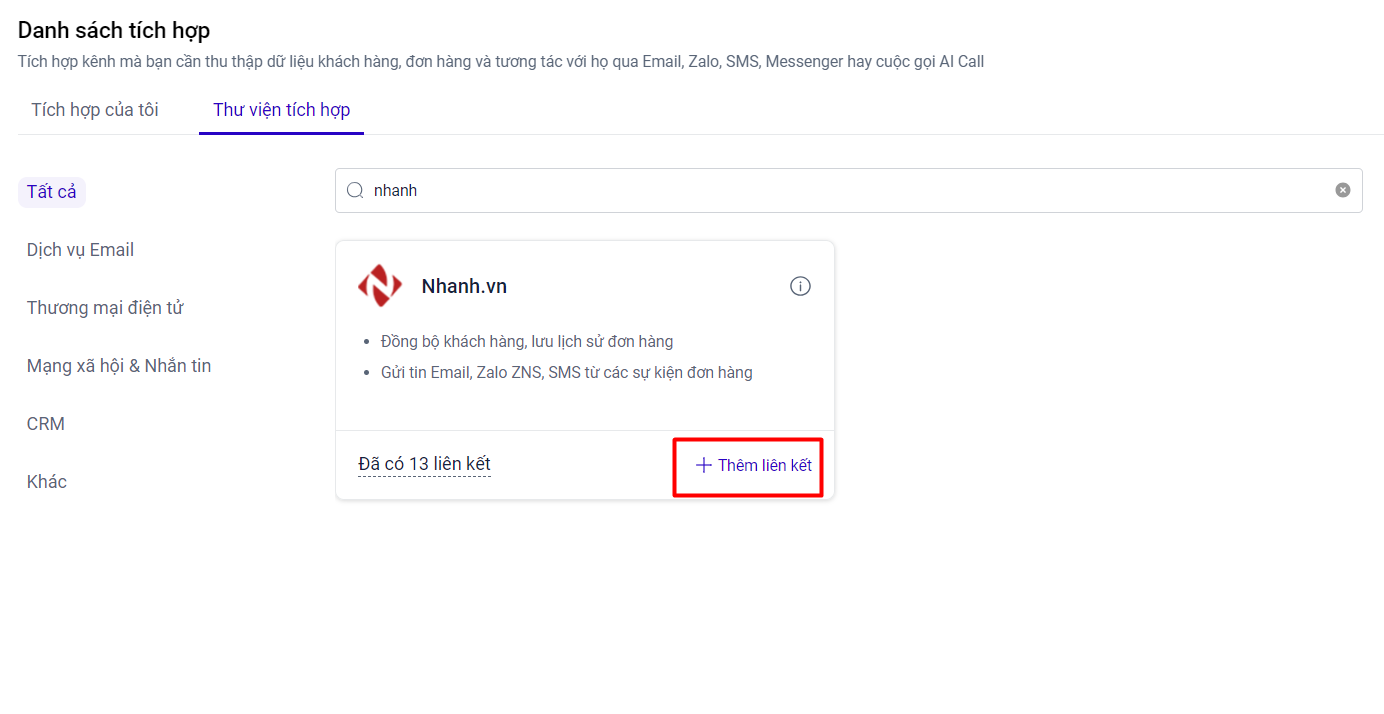 Danh sách tích hợp
Tích hợp kênh mà bạn cần thu thập dữ liệu khách hàng, đơn hàng và tương tác với họ qua Email, Zalo, SMS, Messenger hay cuộc gọi AI Call
Tích hợp của tôi
Thư viện tích hợp
Tất cả
Dịch vụ Email
Thương mại điện tử
Mạng xã hội & Nhắn tin
CRM
Khác
nhanh
Nhanh.vn
Đồng bộ khách hàng, lưu lịch sử đơn hàng
Gửi tin Email, Zalo ZNS, SMS từ các sự kiện đơn hàng
Đã có 13 liên kết
Thêm liên kết